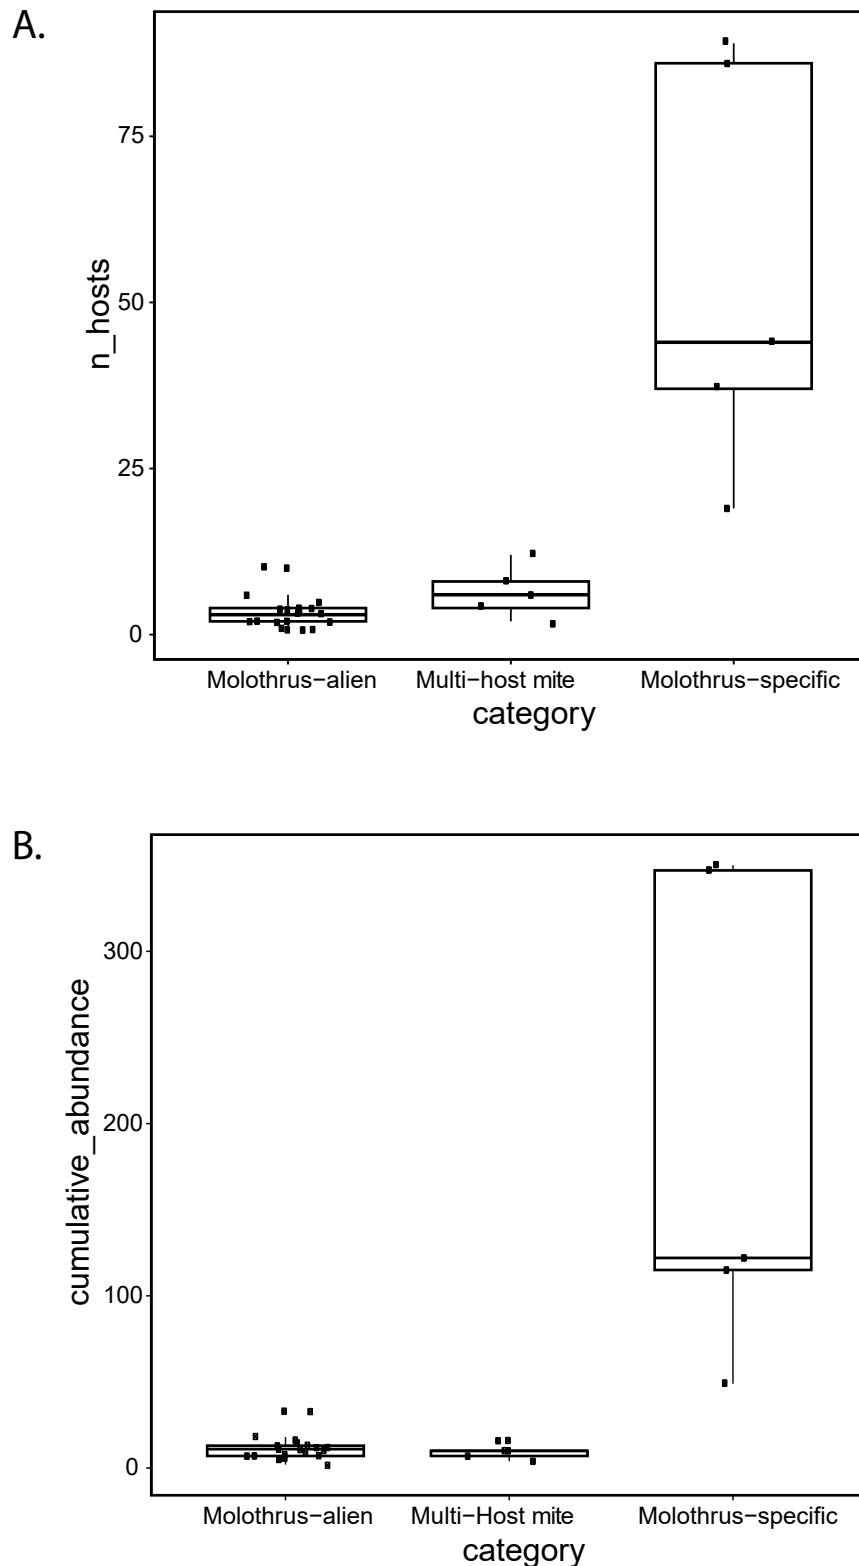 A.
75
50
25
0
n_hosts
Molothrus−alien Multi−host mite Molothrus−specific
category
B.
300
200
100
0
cumulative_abundance
Molothrus−alien Multi−Host mite Molothrus−specific
category